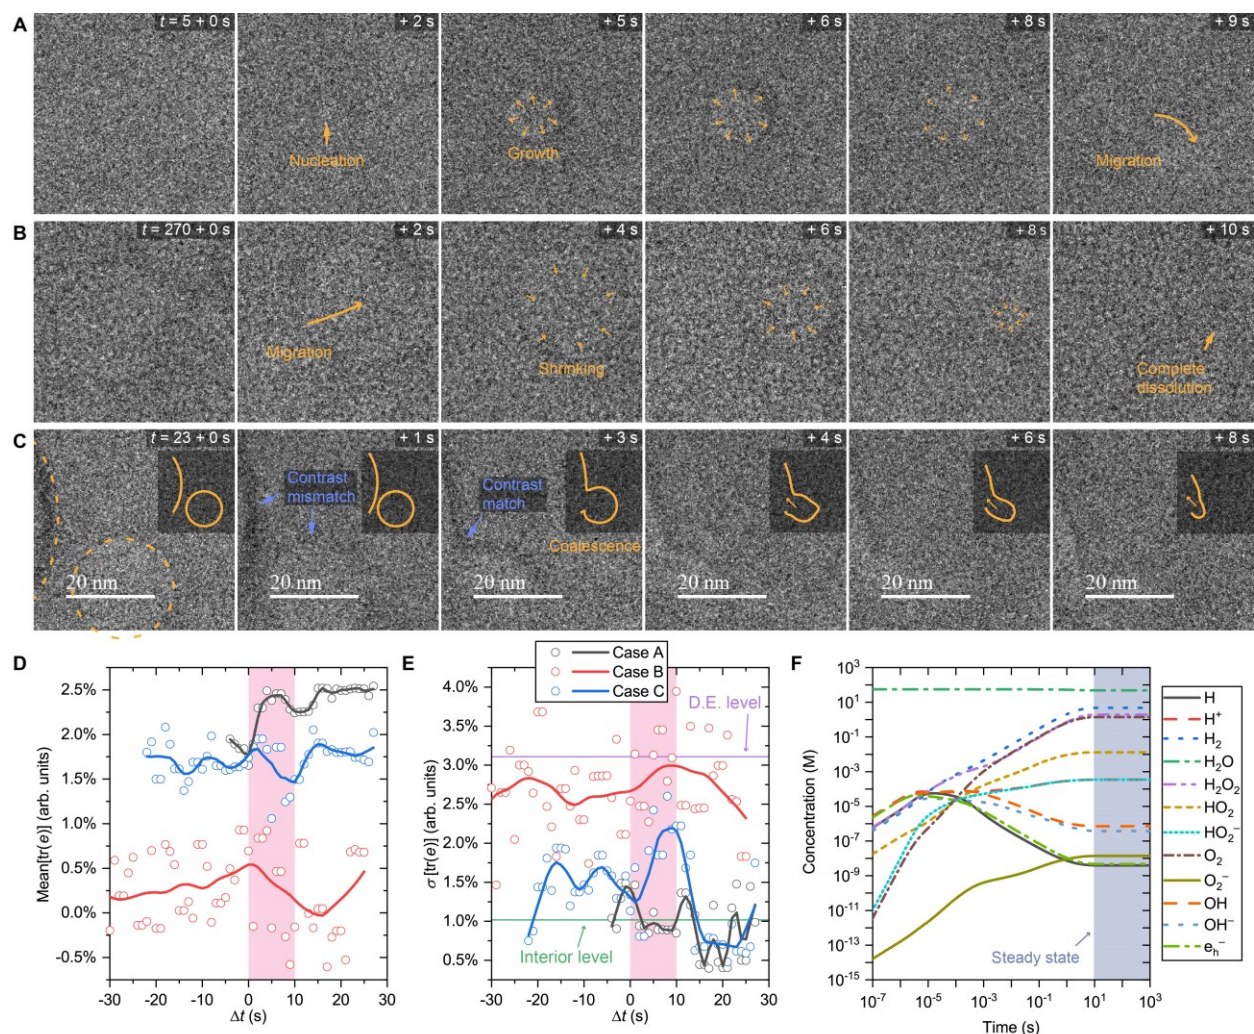 A
t = 5 + 0 s
+ 2 s
+ 5 s
+ 6 s
+ 8 s
+ 9 s
Nucleation
Growth
Migration
B
t = 270 + 0 s
+ 2 s
+ 4 s
+ 6 s
+8 s
+ 10 s
Migration
Shrinking
Complete
dissolution
C
t = 23 + 0 s
+ 1 s
+ 3 s
+ 4 s
+ 6 s
+ 8 s
Contrast
mismatch
Contrast
match
Coalescence
20 nm
20 nm
20 nm
20 nm
20 nm
20 nm
D
Mean[tr(e)] (arb. units)
2.5%
2.0%
1.5%
1.0%
0.5%
0.0%
-0.5%
-30
-20
-10
0
10
20
30
Δt (s)
E
Case A
Case B
Case C
σ [tr(e)] (arb. units)
4.0%
3.5%
3.0%
2.5%
2.0%
1.5%
1.0%
0.5%
D.E. level
Interior level
-30
-20
-10
0
10
20
30
Δt (s)
F
Concentration (M)
10³
10¹
10⁻¹
10⁻³
10⁻⁵
10⁻⁷
10⁻⁹
10⁻¹¹
10⁻¹³
10⁻¹⁵
Steady state
10⁻⁷
10⁻⁵
10⁻³
10⁻¹
10¹
10³
Time (s)
H
H⁺
H₂
H₂O
H₂O₂
HO₂
HO₂⁻
O₂
O₂⁻
OH
OH⁻
eₕ⁻